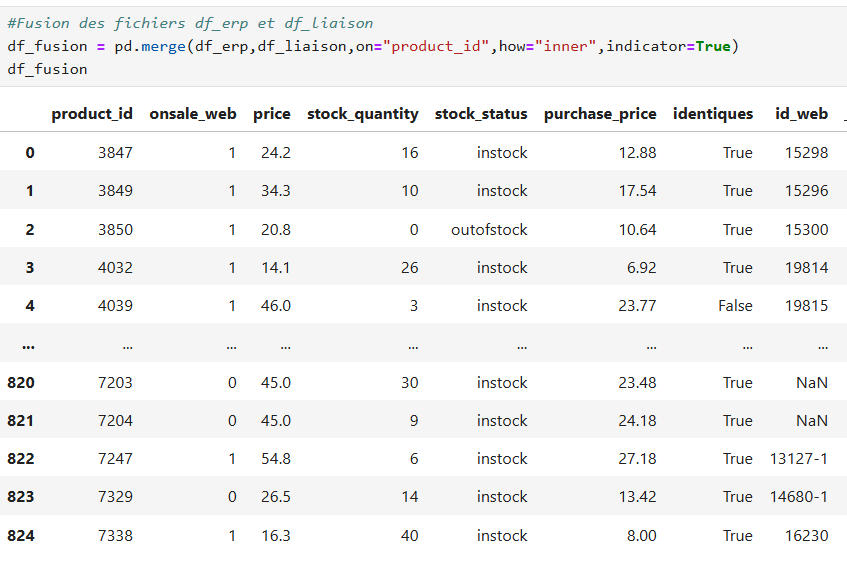 #Fusion des fichiers df_erp et df_liaison
df_fusion = pd.merge(df_erp,df_liaison,on="product_id",how="inner",indicator=True)
df_fusion
product_id onsale_web price stock_quantity stock_status purchase_price identiques id_web _
0 3847 1 24.2 16 instock 12.88 True 15298
1 3849 1 34.3 10 instock 17.54 True 15296
2 3850 1 20.8 0 outofstock 10.64 True 15300
3 4032 1 14.1 26 instock 6.92 True 19814
4 4039 1 46.0 3 instock 23.77 False 19815
... ... ... ... ... ... ... ... ...
820 7203 0 45.0 30 instock 23.48 True NaN
821 7204 0 45.0 9 instock 24.18 True NaN
822 7247 1 54.8 6 instock 27.18 True 13127-1
823 7329 0 26.5 14 instock 13.42 True 14680-1
824 7338 1 16.3 40 instock 8.00 True 16230